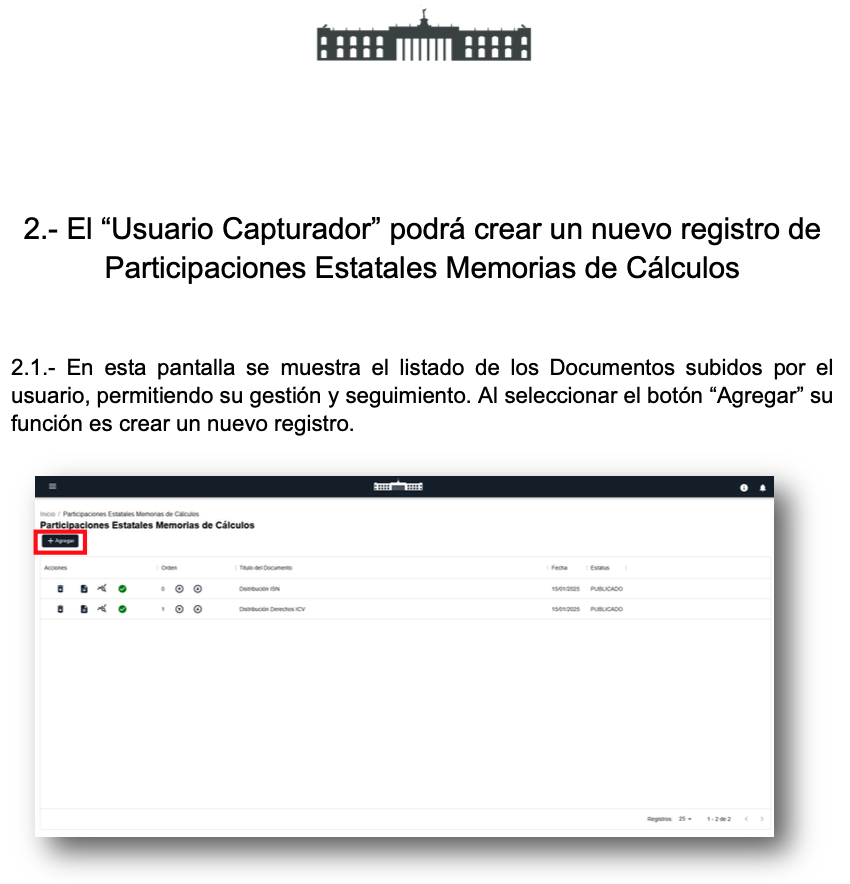 2.- El “Usuario Capturador” podrá crear un nuevo registro de
Participaciones Estatales Memorias de Cálculos
2.1.- En esta pantalla se muestra el listado de los Documentos subidos por el
usuario, permitiendo su gestión y seguimiento. Al seleccionar el botón “Agregar” su
función es crear un nuevo registro.
Inicio / Participaciones Estatales Memorias de Cálculos
Participaciones Estatales Memorias de Cálculos
+ Agregar
Acciones Orden Título del Documento Fecha Estatus
0 Distribución ISN 15/01/2025 PUBLICADO
1 Distribución Derechos ICV 15/01/2025 PUBLICADO
Registros: 25 1 - 2 de 2